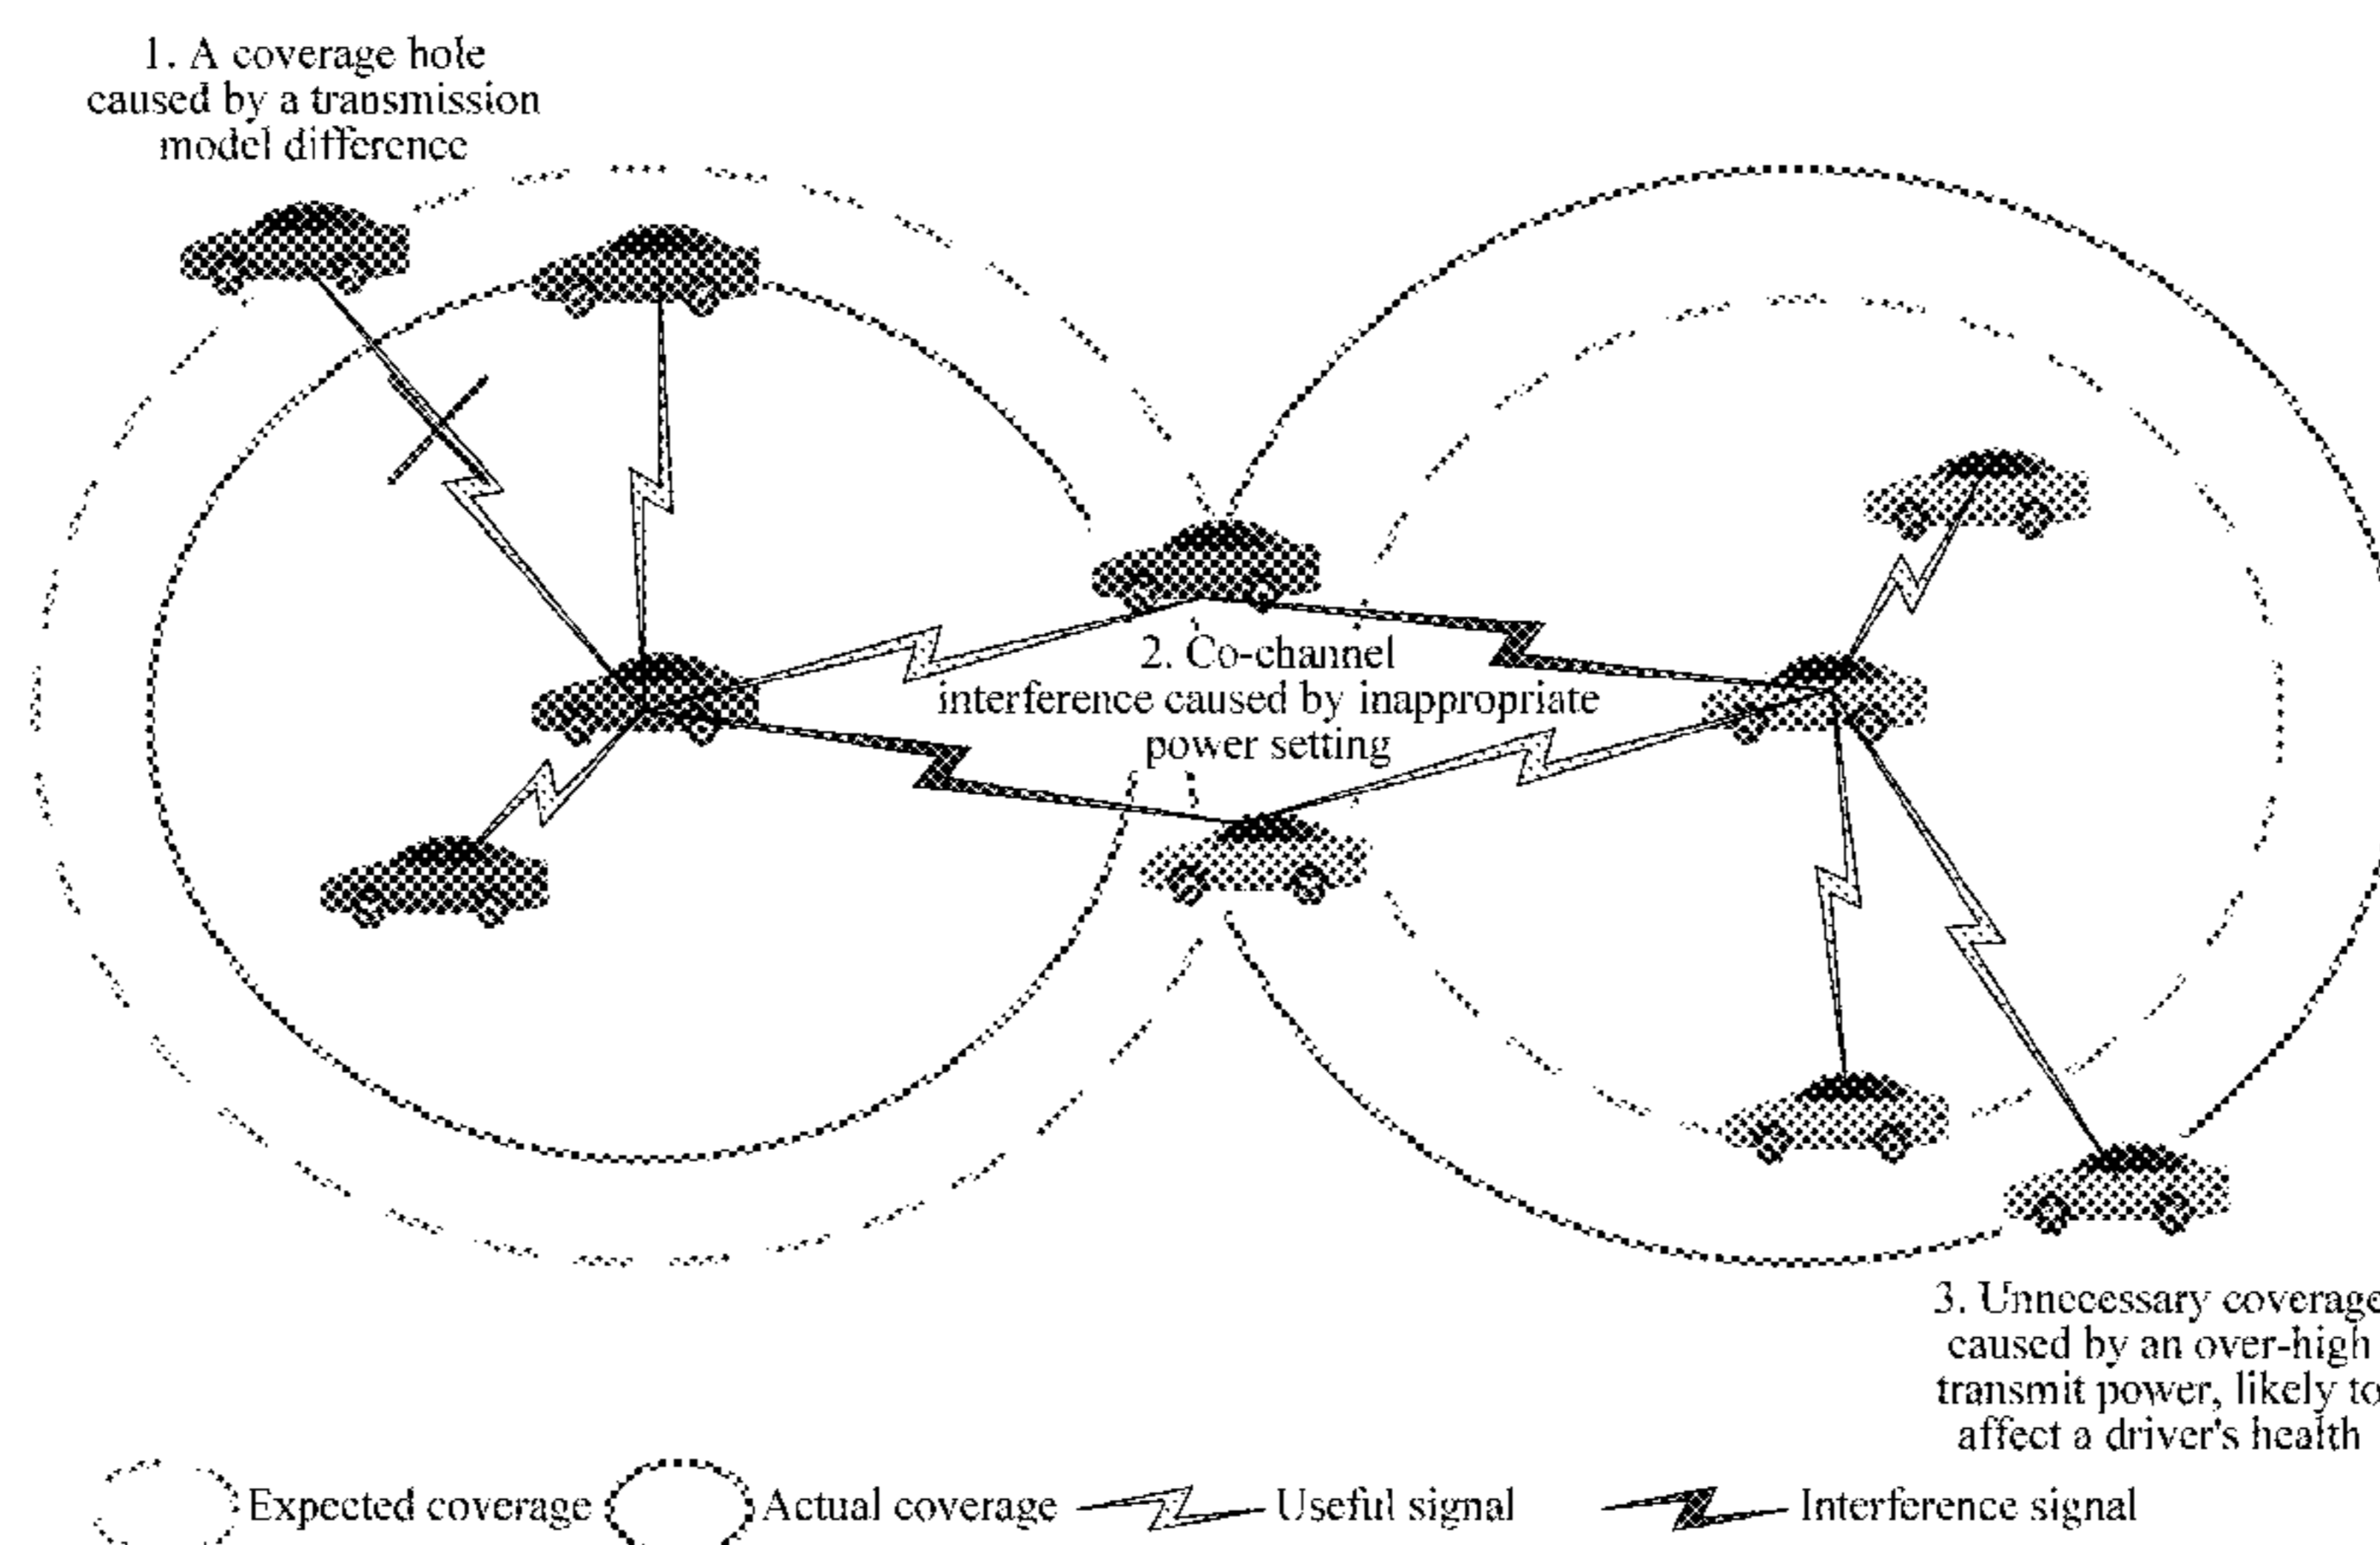 1. A coverage hole
caused by a transmission
model difference
2. Co-channel
interference caused by inappropriate
power setting
3. Unnecessary coverage
caused by an over-high
transmit power, likely to
affect a driver's health
Expected coverage
Actual coverage
Useful signal
Interference signal